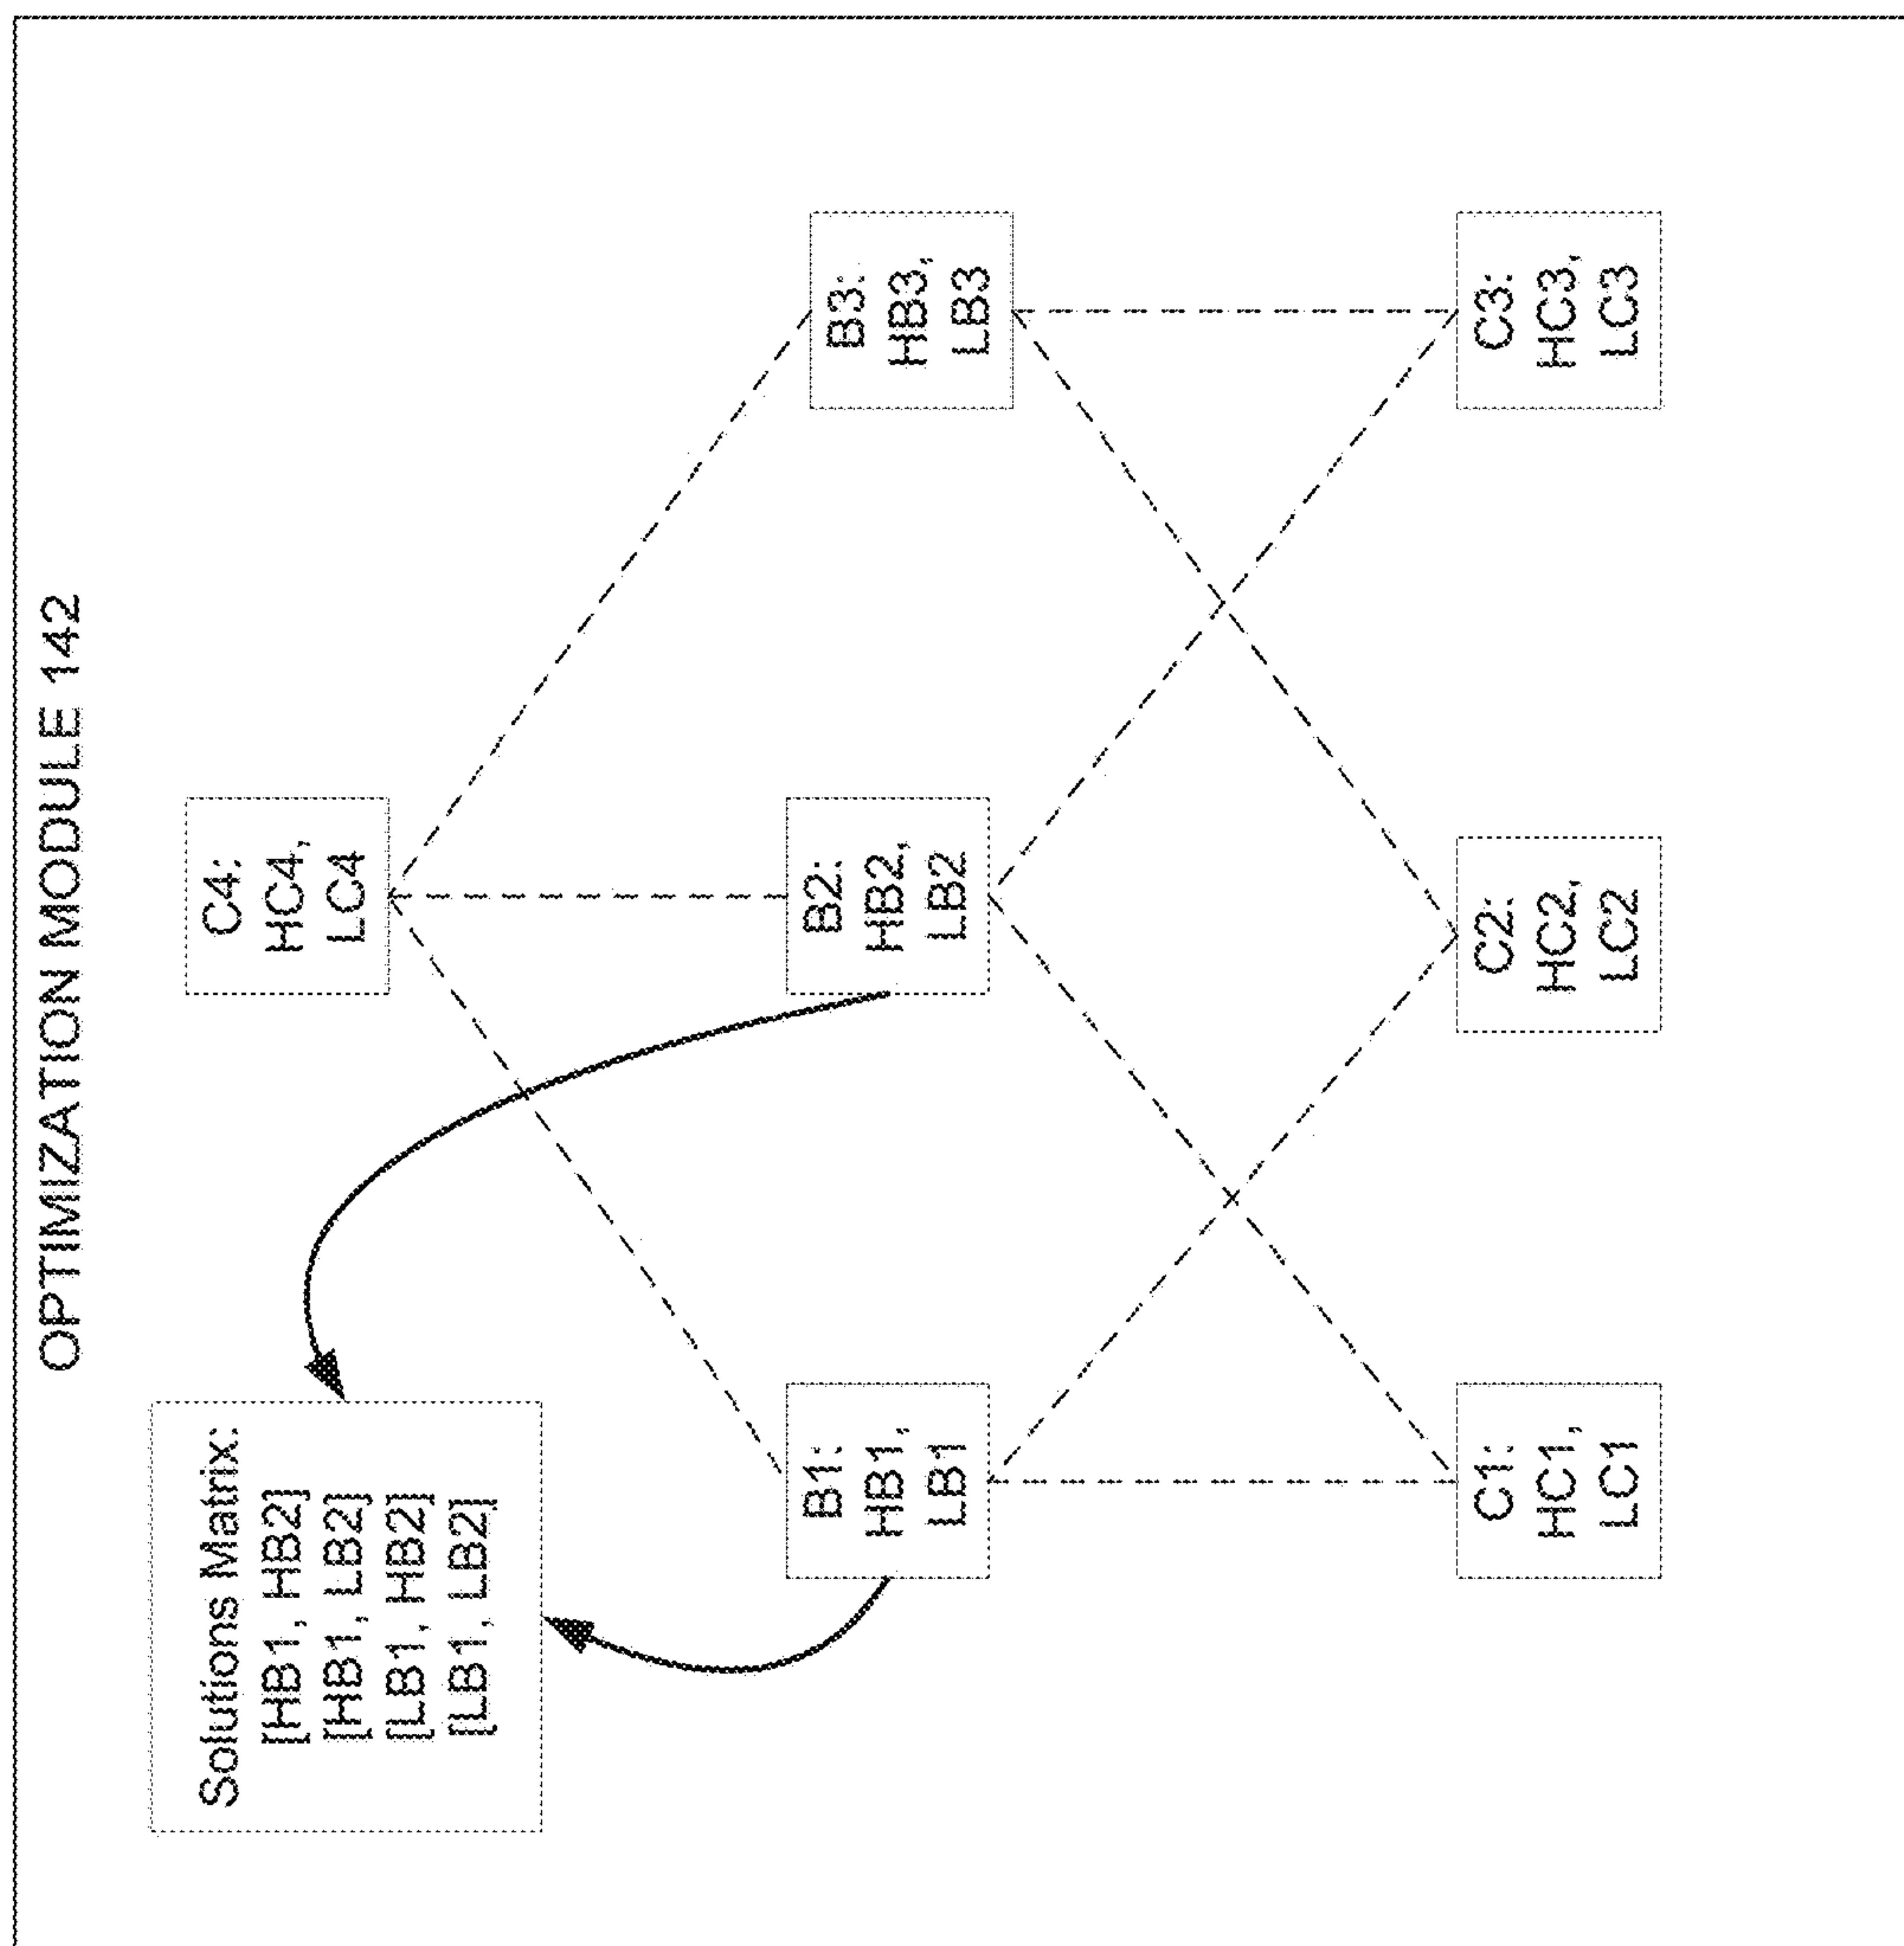 OPTIMIZATION MODULE 142
Solutions Matrix:
[HB1, HB2]
[HB1, LB2]
[LB1, HB2]
[LB1, LB2]
C4:
HC4,
LC4
B1:
HB1,
LB1
B2:
HB2,
LB2
B3:
HB3,
LB3
C1:
HC1,
LC1
C2:
HC2,
LC2
C3:
HC3,
LC3